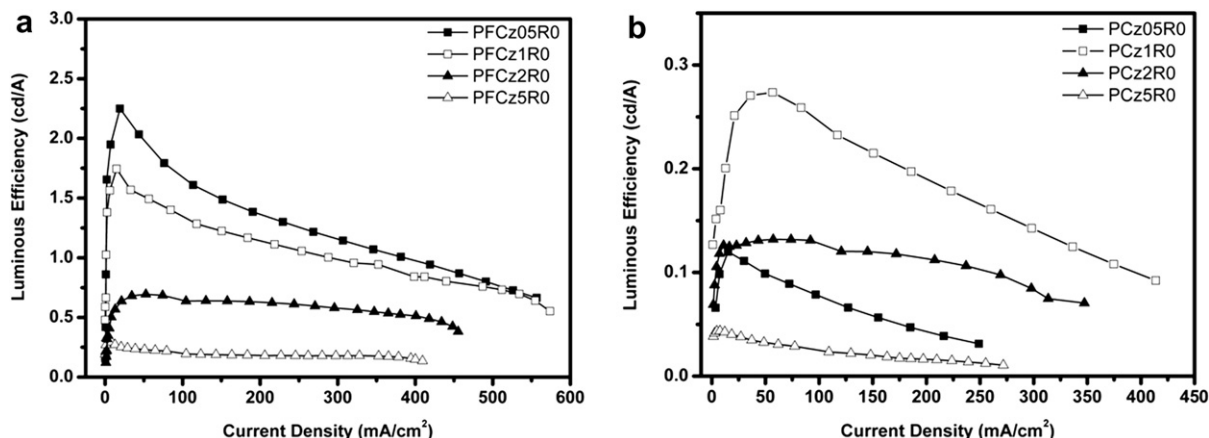 a
3.0
2.5
2.0
1.5
1.0
0.5
0.0
0
100
200
300
400
500
600
Luminous Efficiency (cd/A)
Current Density (mA/cm²)
PFCz05R0
PFCz1R0
PFCz2R0
PFCz5R0
b
0.3
0.2
0.1
0.0
0
50
100
150
200
250
300
350
400
450
Luminous Efficiency (cd/A)
Current Density (mA/cm²)
PCz05R0
PCz1R0
PCz2R0
PCz5R0